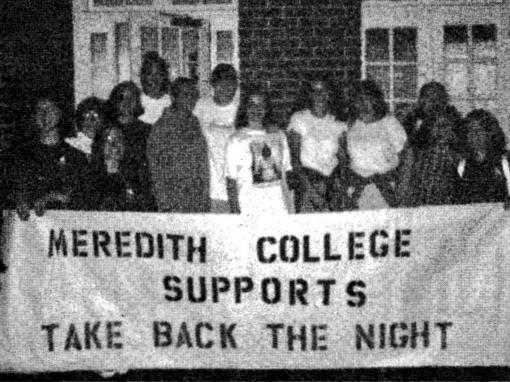 MEREDITH COLLEGE
SUPPORTS
TAKE BACK THE NIGHT